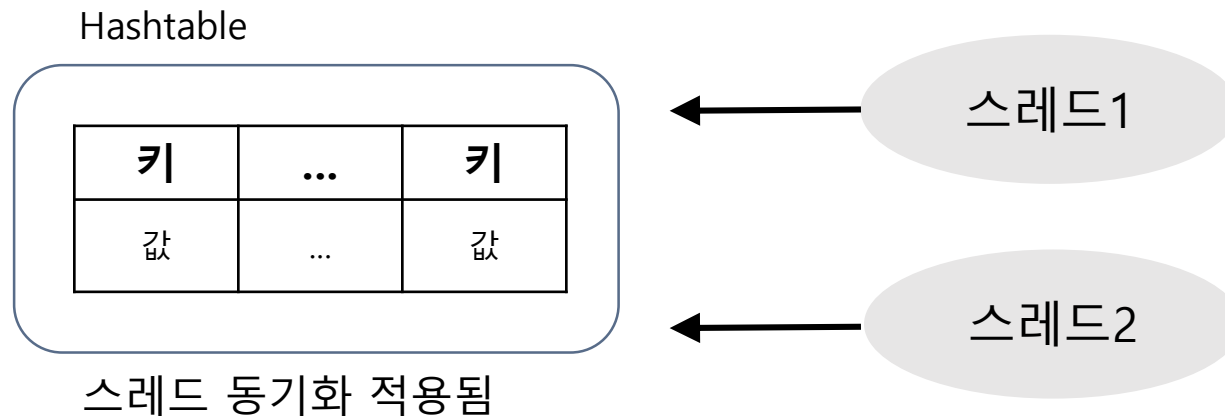 Hashtable
스레드1
키 ... 키
값 ... 값
스레드2
스레드 동기화 적용됨